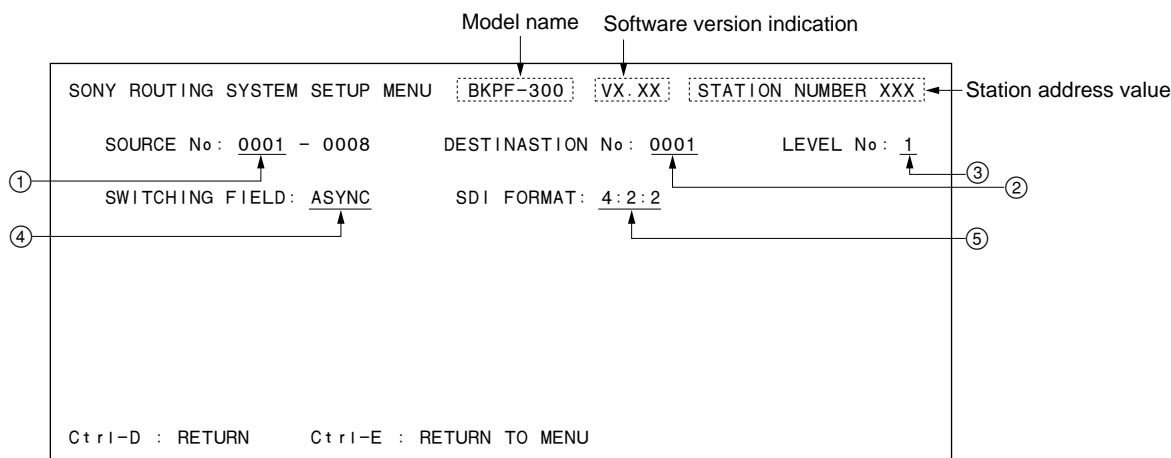 Model name Software version indication
SONY ROUTING SYSTEM SETUP MENU BKPF-300 VX.XX STATION NUMBER XXX Station address value
SOURCE No: 0001 - 0008 DESTINASTION No: 0001 LEVEL No: 1
① ③
②
SWITCHING FIELD: ASYNC SDI FORMAT: 4:2:2
④ ⑤
Ctrl-D : RETURN Ctrl-E : RETURN TO MENU